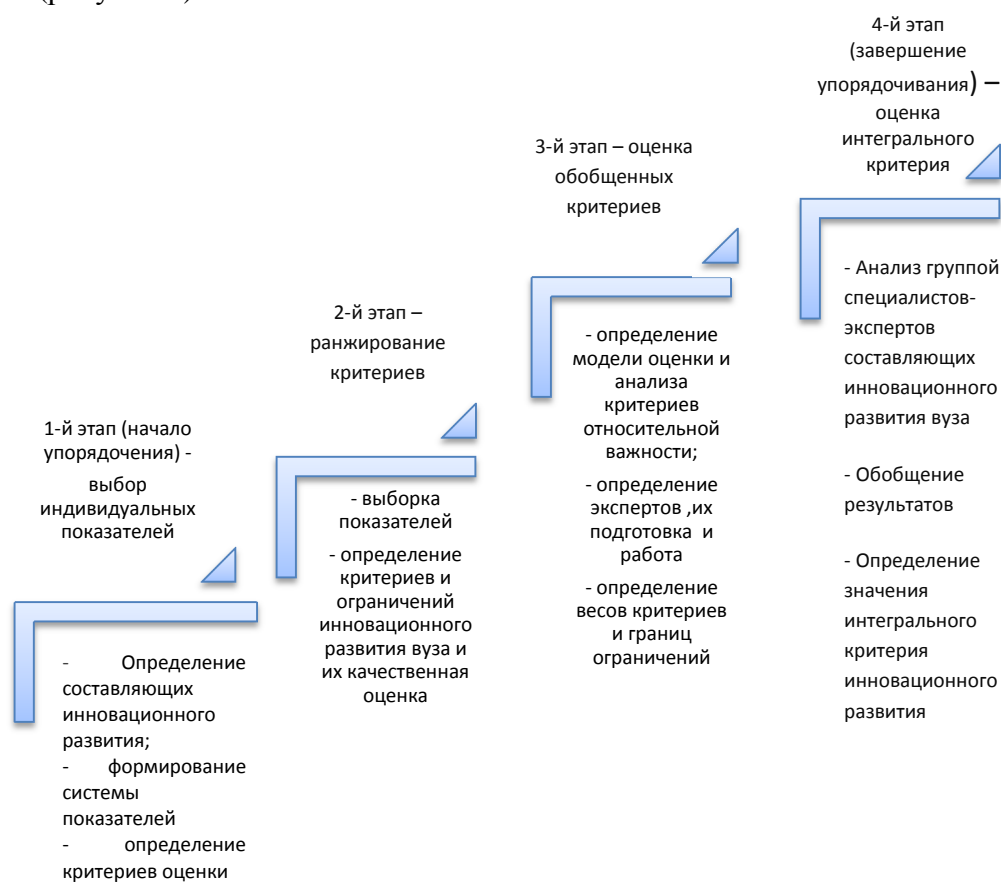 1-й этап (начало
упорядочения) -
выбор
индивидуальных
показателей
- Определение
составляющих
инновационного
развития;
- формирование
системы
показателей
- определение
критериев оценки
2-й этап –
ранжирование
критериев
- выборка
показателей
- определение
критериев и
ограничений
инновационного
развития вуза и
их качественная
оценка
3-й этап – оценка
обобщенных
критериев
- определение
модели оценки и
анализа
критериев
относительной
важности;
- определение
экспертов ,их
подготовка и
работа
- определение
весов критериев
и границ
ограничений
4-й этап
(завершение
упорядочивания) –
оценка
интегрального
критерия
- Анализ группой
специалистов-
экспертов
составляющих
инновационного
развития вуза
- Обобщение
результатов
- Определение
значения
интегрального
критерия
инновационного
развития